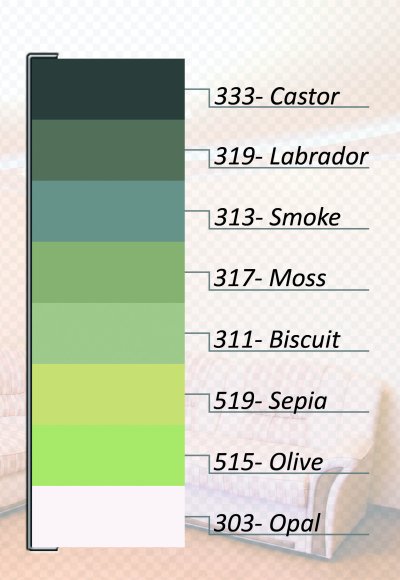 333- Castor
319- Labrador
313- Smoke
317- Moss
311- Biscuit
519- Sepia
515- Olive
303- Opal